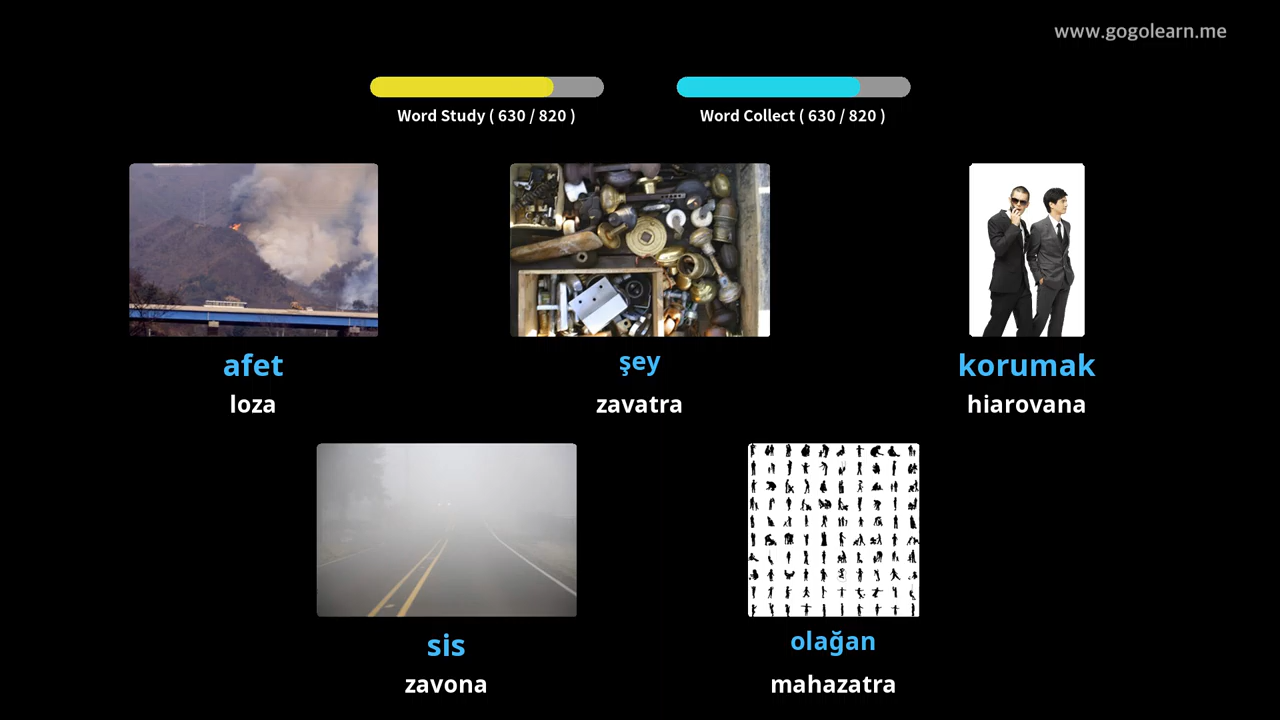 www.gogolearn.me
Word Study ( 630 / 820 )
Word Collect ( 630 / 820 )
afet
loza
şey
zavatra
korumak
hiarovana
sis
zavona
olağan
mahazatra